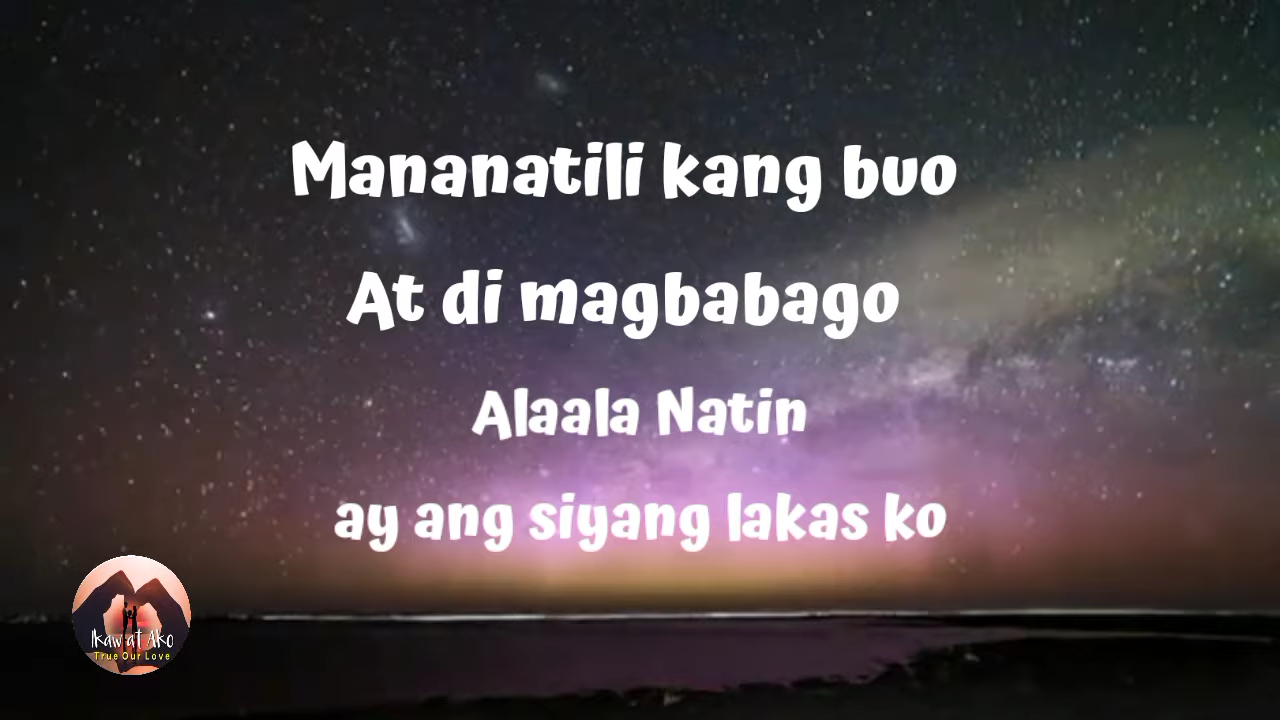 Mananatili kang buo
At di magbabago
Alaala Natin
ay ang siyang lakas ko
Ikaw at Ako
True Our Love